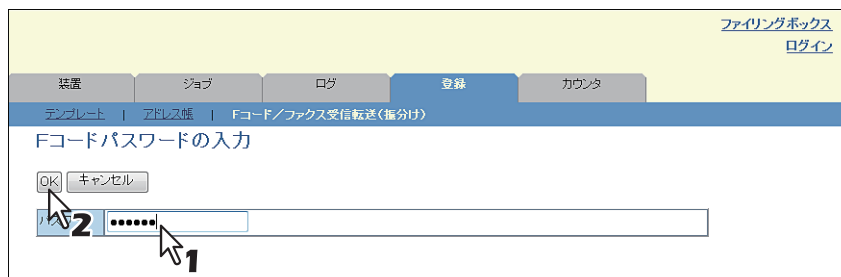 ファイリングボックス
ログイン
装置 ジョブ ログ 登録 カウンタ
テンプレート | アドレス帳 | Fコード/ファクス受信転送(振分け)
Fコードパスワードの入力
OK キャンセル
●●●●●●
2
1